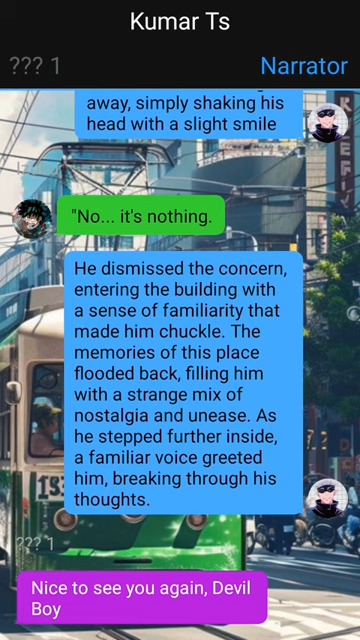 Kumar Ts
??? 1
Narrator
away, simply shaking his
head with a slight smile
"No... it's nothing.
He dismissed the concern,
entering the building with
a sense of familiarity that
made him chuckle. The
memories of this place
flooded back, filling him
with a strange mix of
nostalgia and unease. As
he stepped further inside,
a familiar voice greeted
him, breaking through his
thoughts.
??? 1
Nice to see you again, Devil
Boy